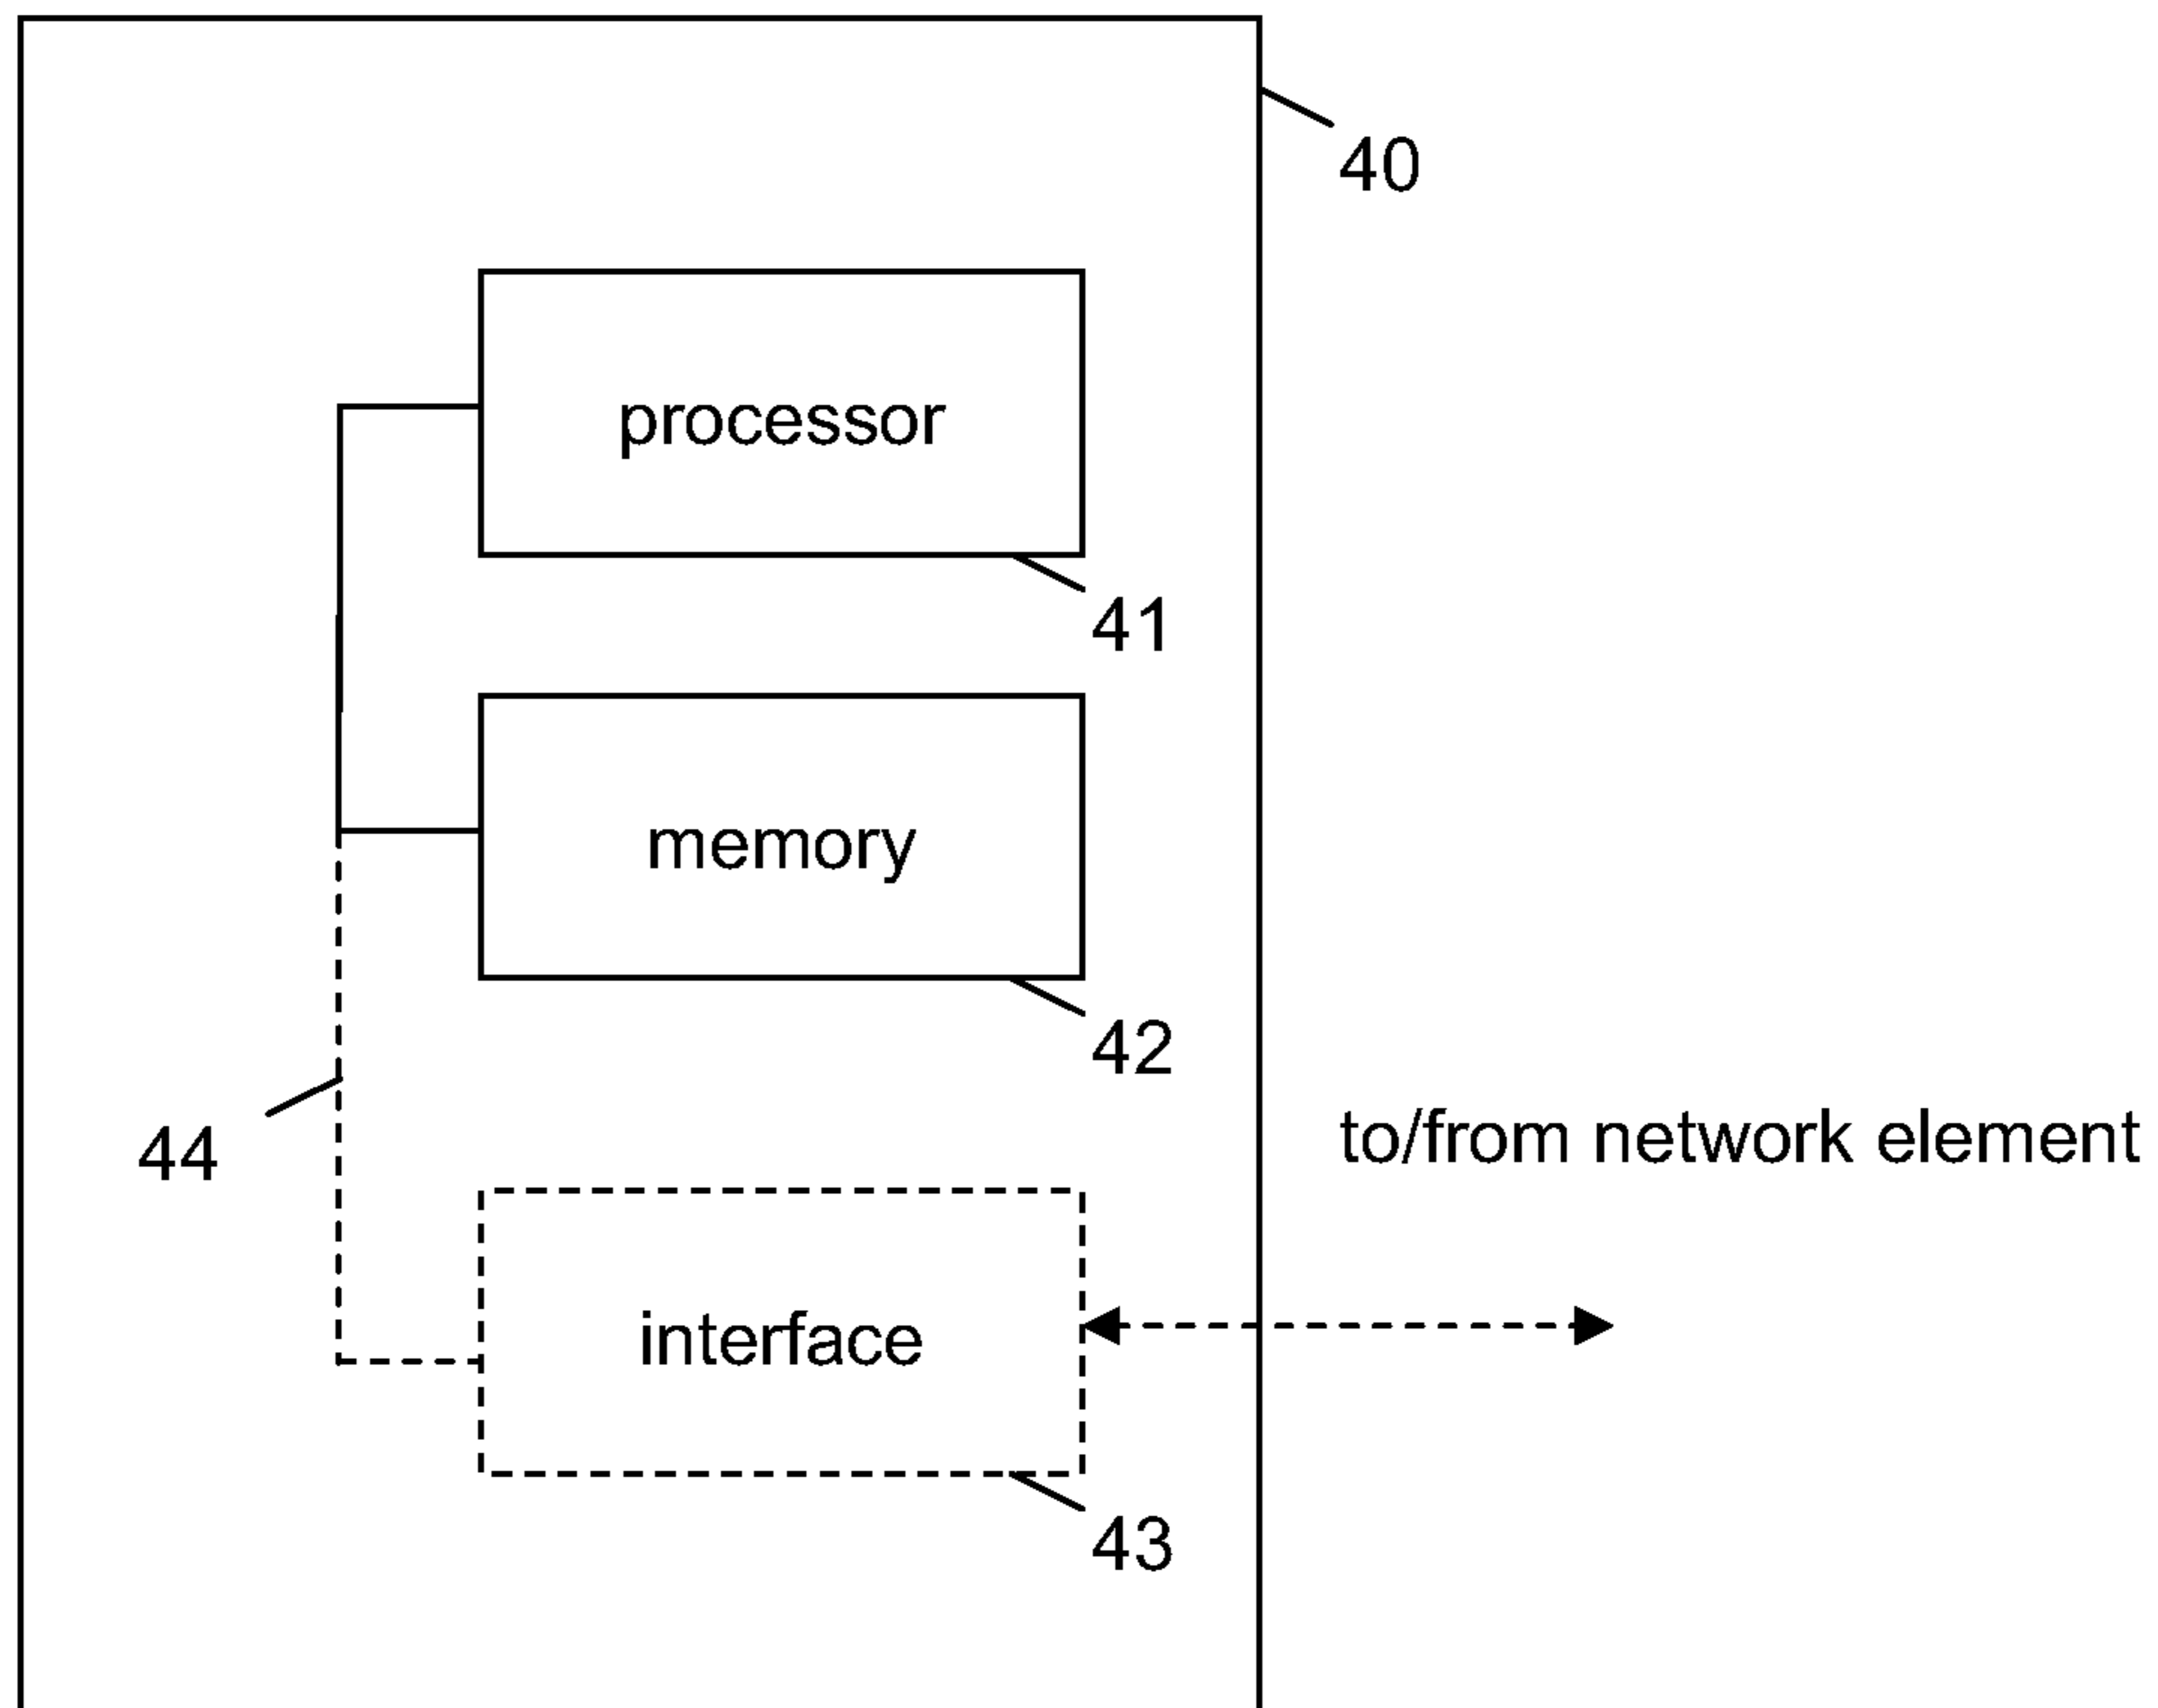 40
processor
41
memory
42
44
to/from network element
interface
43